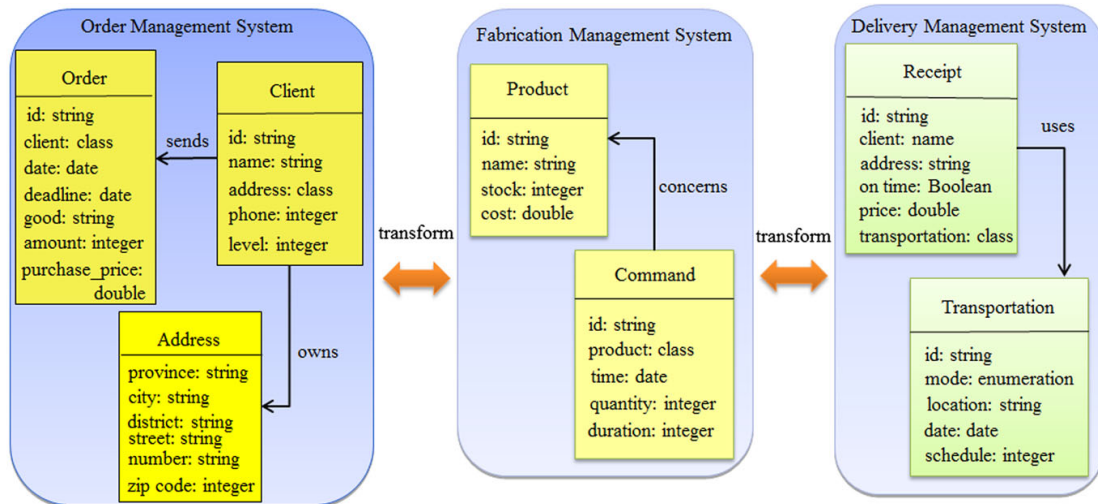 Order Management System
Order
id: string
client: class
date: date
deadline: date
good: string
amount: integer
purchase_price:
double
sends
Client
id: string
name: string
address: class
phone: integer
level: integer
owns
Address
province: string
city: string
district: string
street: string
number: string
zip code: integer
transform
Fabrication Management System
Product
id: string
name: string
stock: integer
cost: double
concerns
Command
id: string
product: class
time: date
quantity: integer
duration: integer
transform
Delivery Management System
Receipt
id: string
client: name
address: string
on time: Boolean
price: double
transportation: class
uses
Transportation
id: string
mode: enumeration
location: string
date: date
schedule: integer